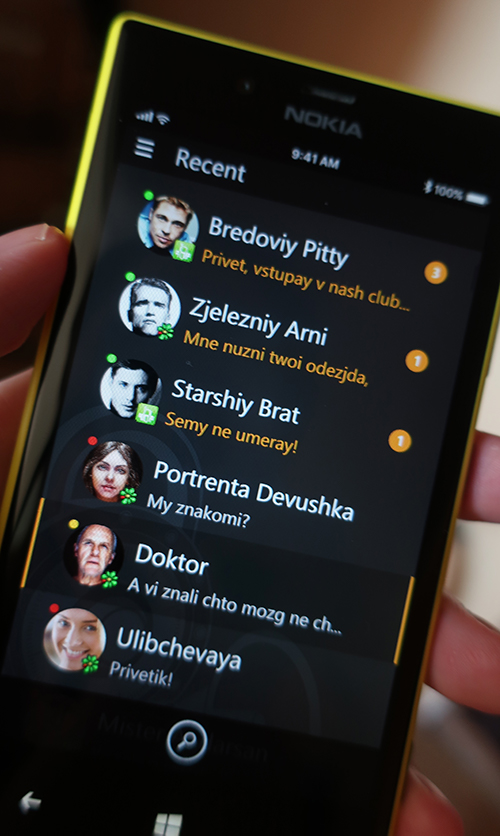 NOKIA
9:41 AM
100%
Recent
Bredoviy Pitty
Privet, vstupay v nash club...
3
Zjelezniy Arni
Mne nuzni twoi odezjda,
1
Starshiy Brat
Semy ne umeray!
1
Portrenta Devushka
My znakomi?
Doktor
A vi znali chto mozg ne ch...
Ulibchevaya
Privetik!